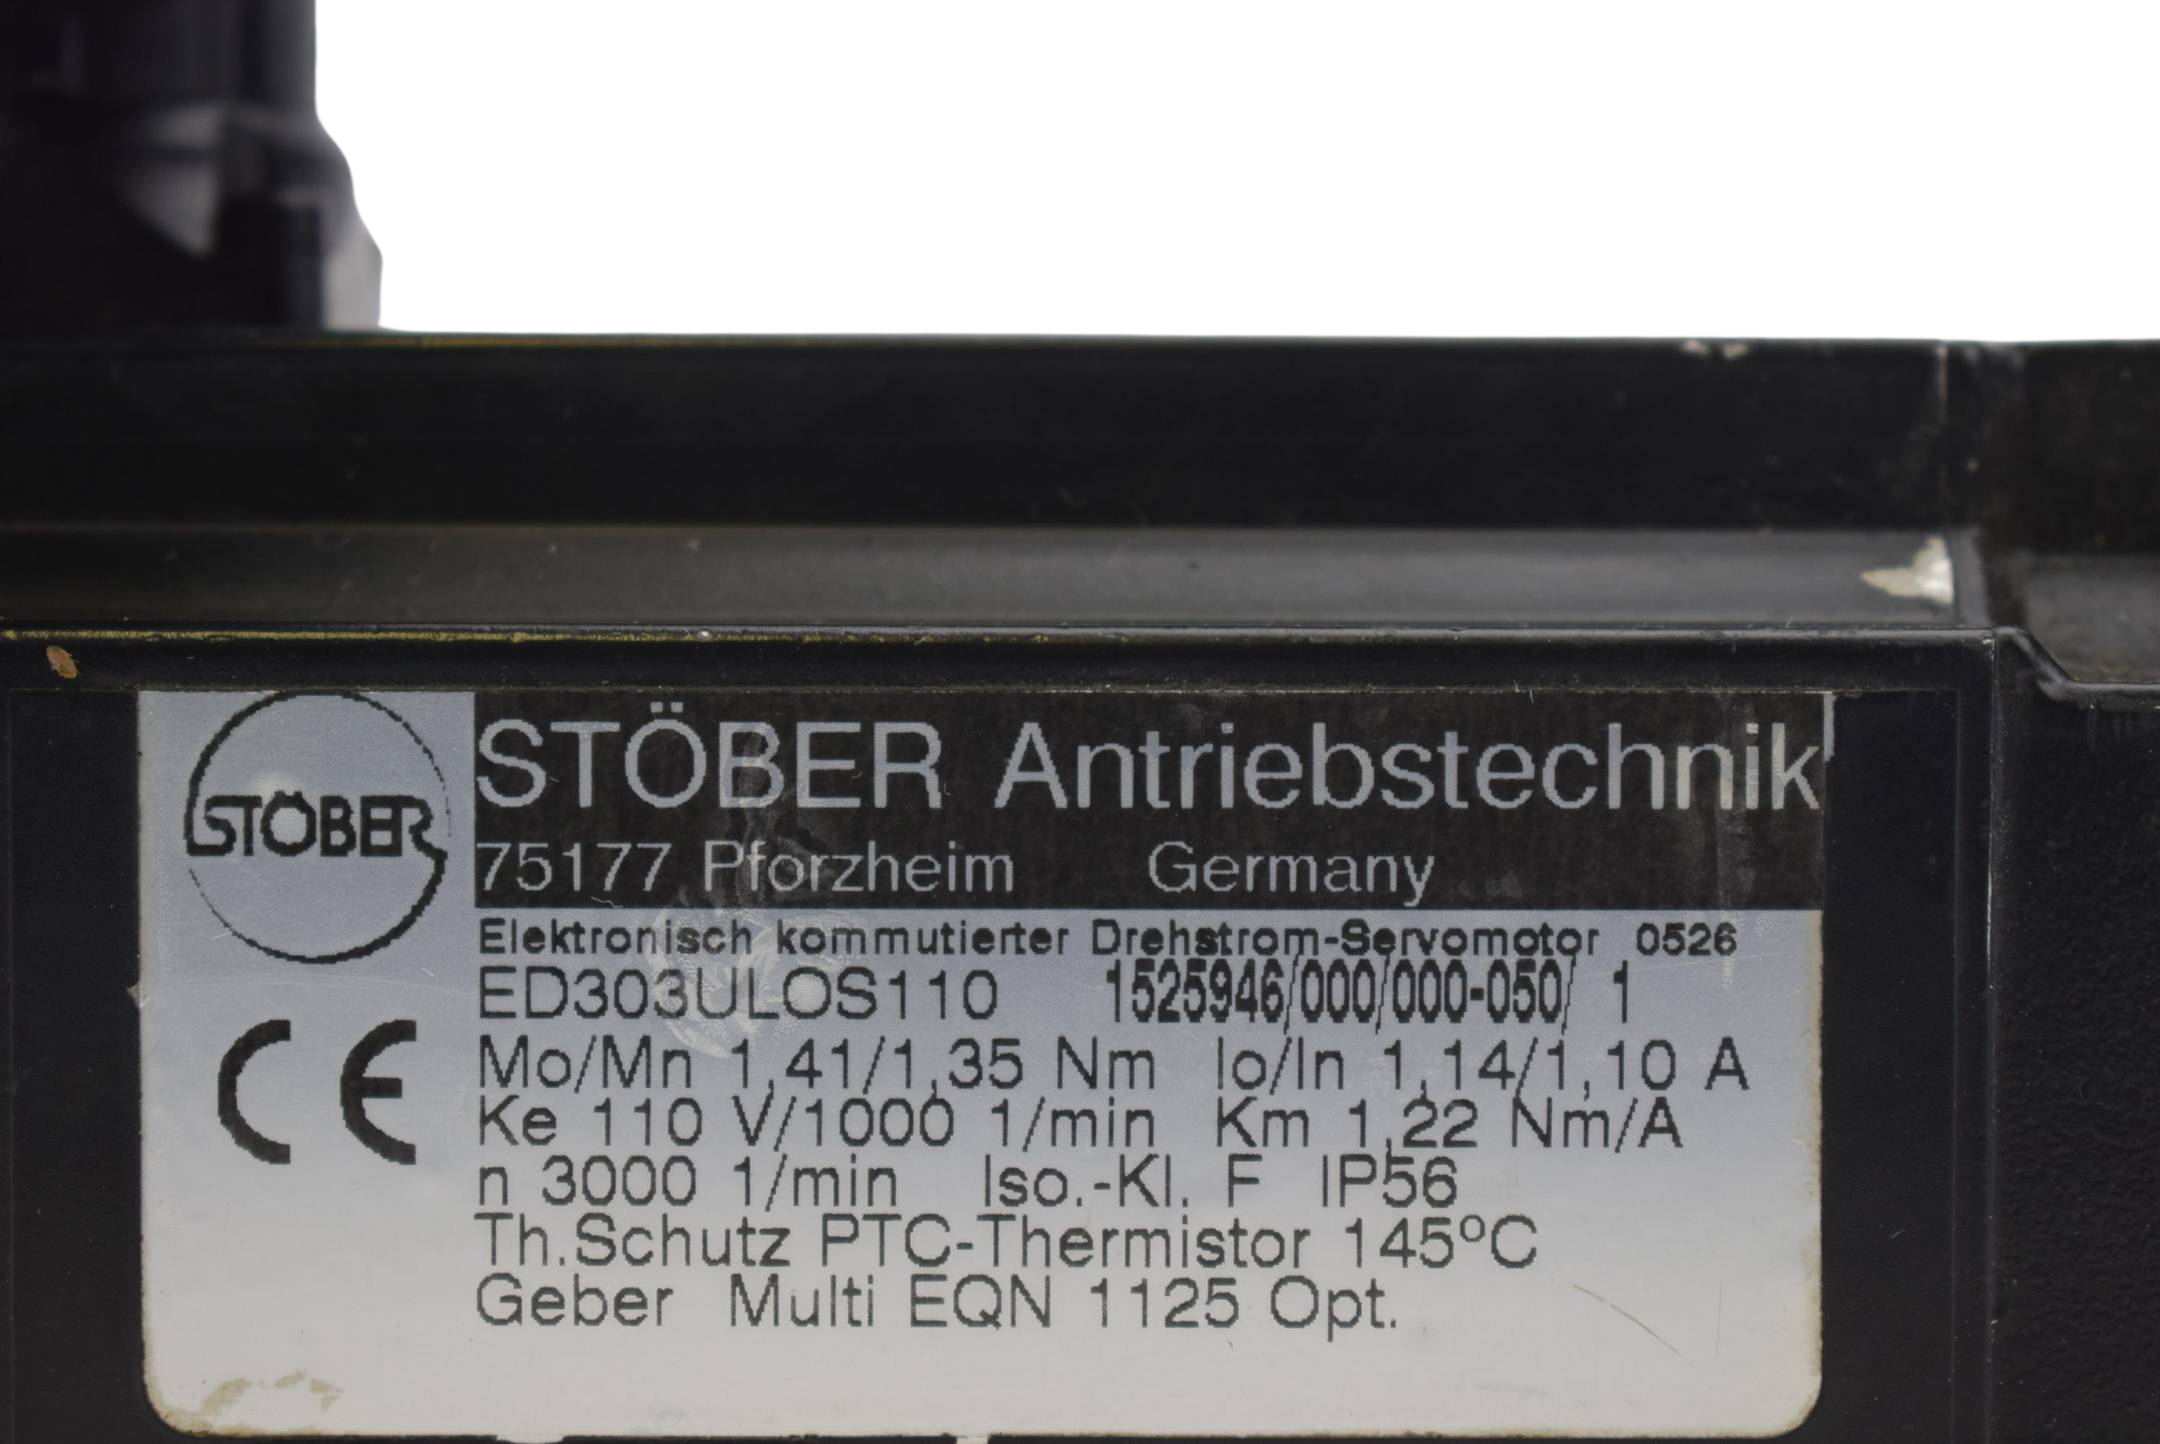 STÖBER
STÖBER Antriebstechnik
75177 Pforzheim Germany
Elektronisch kommutierter Drehstrom-Servomotor 0526
ED303ULOS110 1525946/000/000-050/ 1
CE
Mo/Mn 1,41/1,35 Nm Io/In 1,14/1,10 A
Ke 110 V/1000 1/min Km 1,22 Nm/A
n 3000 1/min Iso.-Kl. F IP56
Th.Schutz PTC-Thermistor 145°C
Geber Multi EQN 1125 Opt.